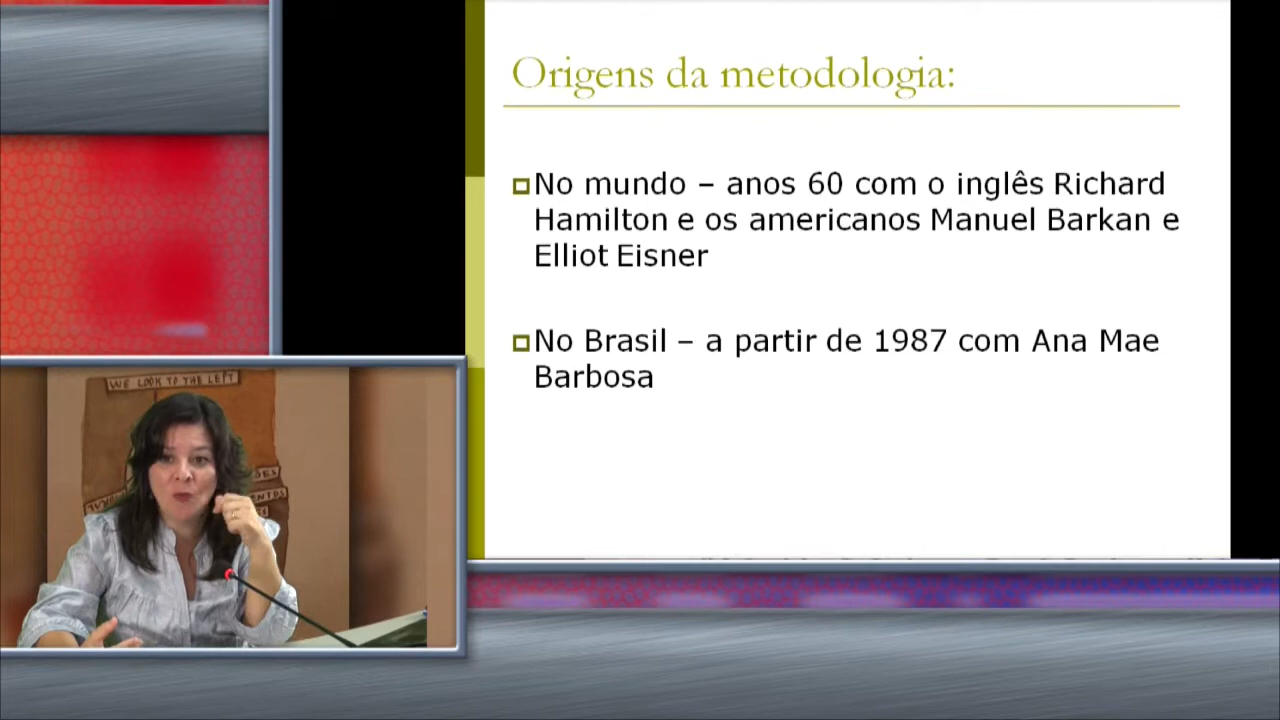 Origens da metodologia:
No mundo – anos 60 com o inglês Richard
Hamilton e os americanos Manuel Barkan e
Elliot Eisner
No Brasil – a partir de 1987 com Ana Mae
Barbosa
WE LOOK TO THE LEFT